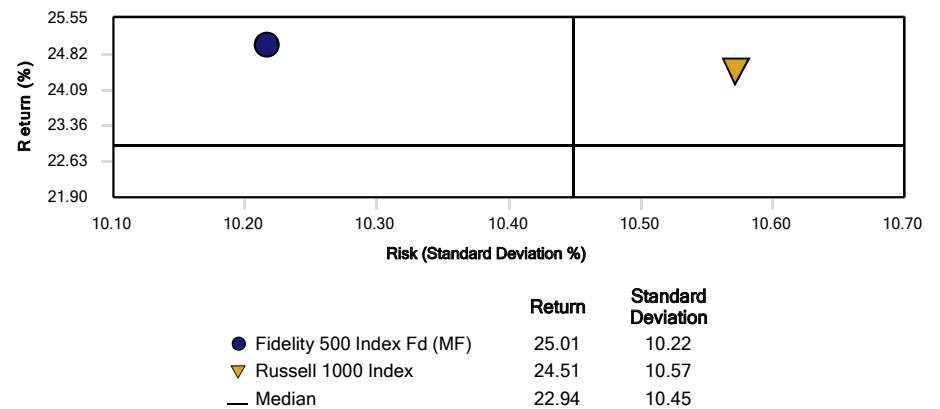 25.55
24.82
24.09
23.36
22.63
21.90
Return (%)
10.10 10.20 10.30 10.40 10.50 10.60 10.70
Risk (Standard Deviation %)
Return Standard Deviation
Fidelity 500 Index Fd (MF) 25.01 10.22
Russell 1000 Index 24.51 10.57
Median 22.94 10.45